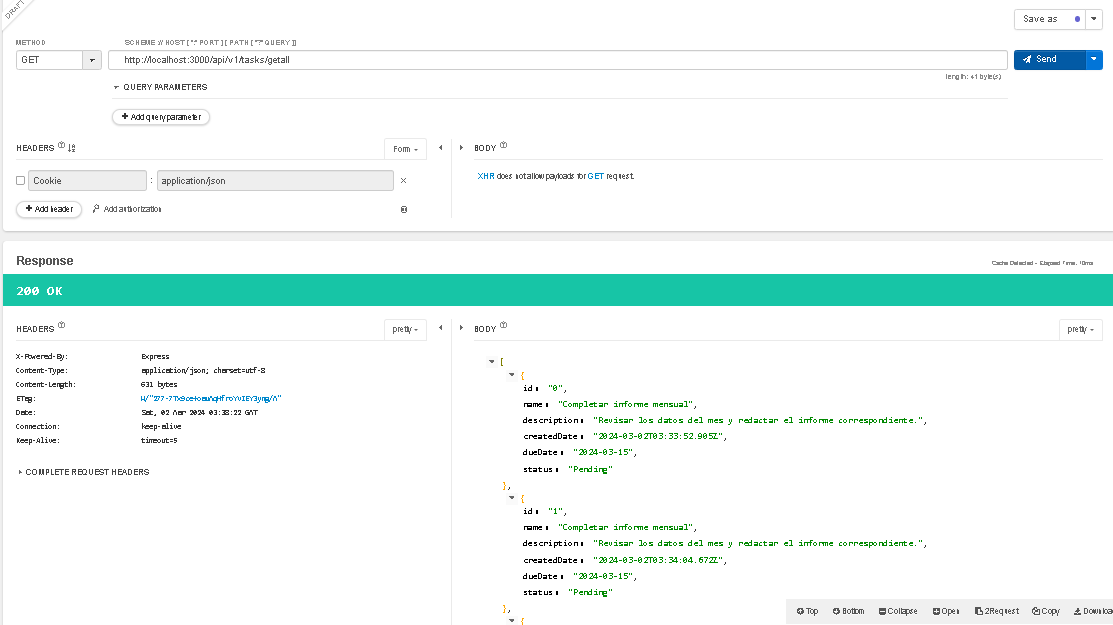 DRAFT
Save as
METHOD
SCHEME :// HOST [ ":" PORT ] [ PATH [ "?" QUERY ]]
GET
http://localhost:3000/api/v1/tasks/getall
Send
length: 41 byte(s)
QUERY PARAMETERS
+ Add query parameter
HEADERS
Form
BODY
Cookie : application/json
XHR does not allow payloads for GET request.
+ Add header
Add authorization
Response
Cache Detected - Elapsed Time: 10ms
200 OK
HEADERS
pretty
BODY
pretty
X-Powered-By: Express
Content-Type: application/json; charset=utf-8
Content-Length: 631 bytes
ETag:
Date: Sat, 02 Mar 2024 03:38:22 GMT
Connection: keep-alive
Keep-Alive: timeout=5
COMPLETE REQUEST HEADERS
[
{
id: "0",
name: "Completar informe mensual",
description: "Revisar los datos del mes y redactar el informe correspondiente.",
createdDate: "2024-03-02T03:33:52.905Z",
dueDate: "2024-03-15",
status: "Pending"
},
{
id: "1",
name: "Completar informe mensual",
description: "Revisar los datos del mes y redactar el informe correspondiente.",
createdDate: "2024-03-02T03:34:04.672Z",
dueDate: "2024-03-15",
status: "Pending"
},
{
Top Bottom Collapse Open 2Request Copy Download